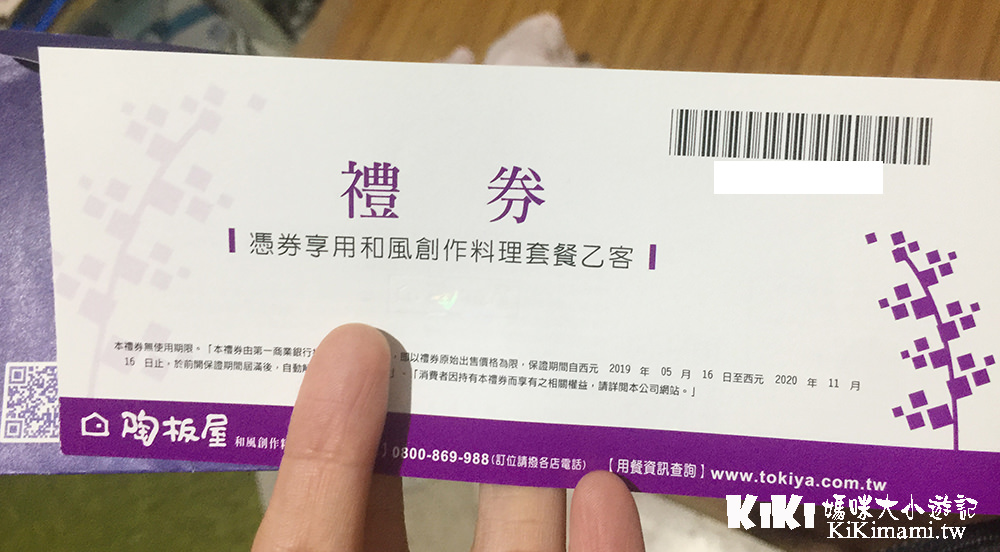 禮 券
憑券享用和風創作料理套餐乙客
本禮券無使用期限。「本禮券由第一商業銀行 ,擔以禮券原始出售價格為限,保證期間自西元 2019 年 05 月 16 日至西元 2020 年 11 月
16 日止,於前開保證期間屆滿後,自動 」、「消費者因持有本禮券而享有之相關權益,請詳閱本公司網站。」
陶板屋 和風創作料 】0800-869-988(訂位請撥各店電話) 【用餐資訊查詢】www.tokiya.com.tw
KiKi 媽咪大小遊記
KiKimami.tw